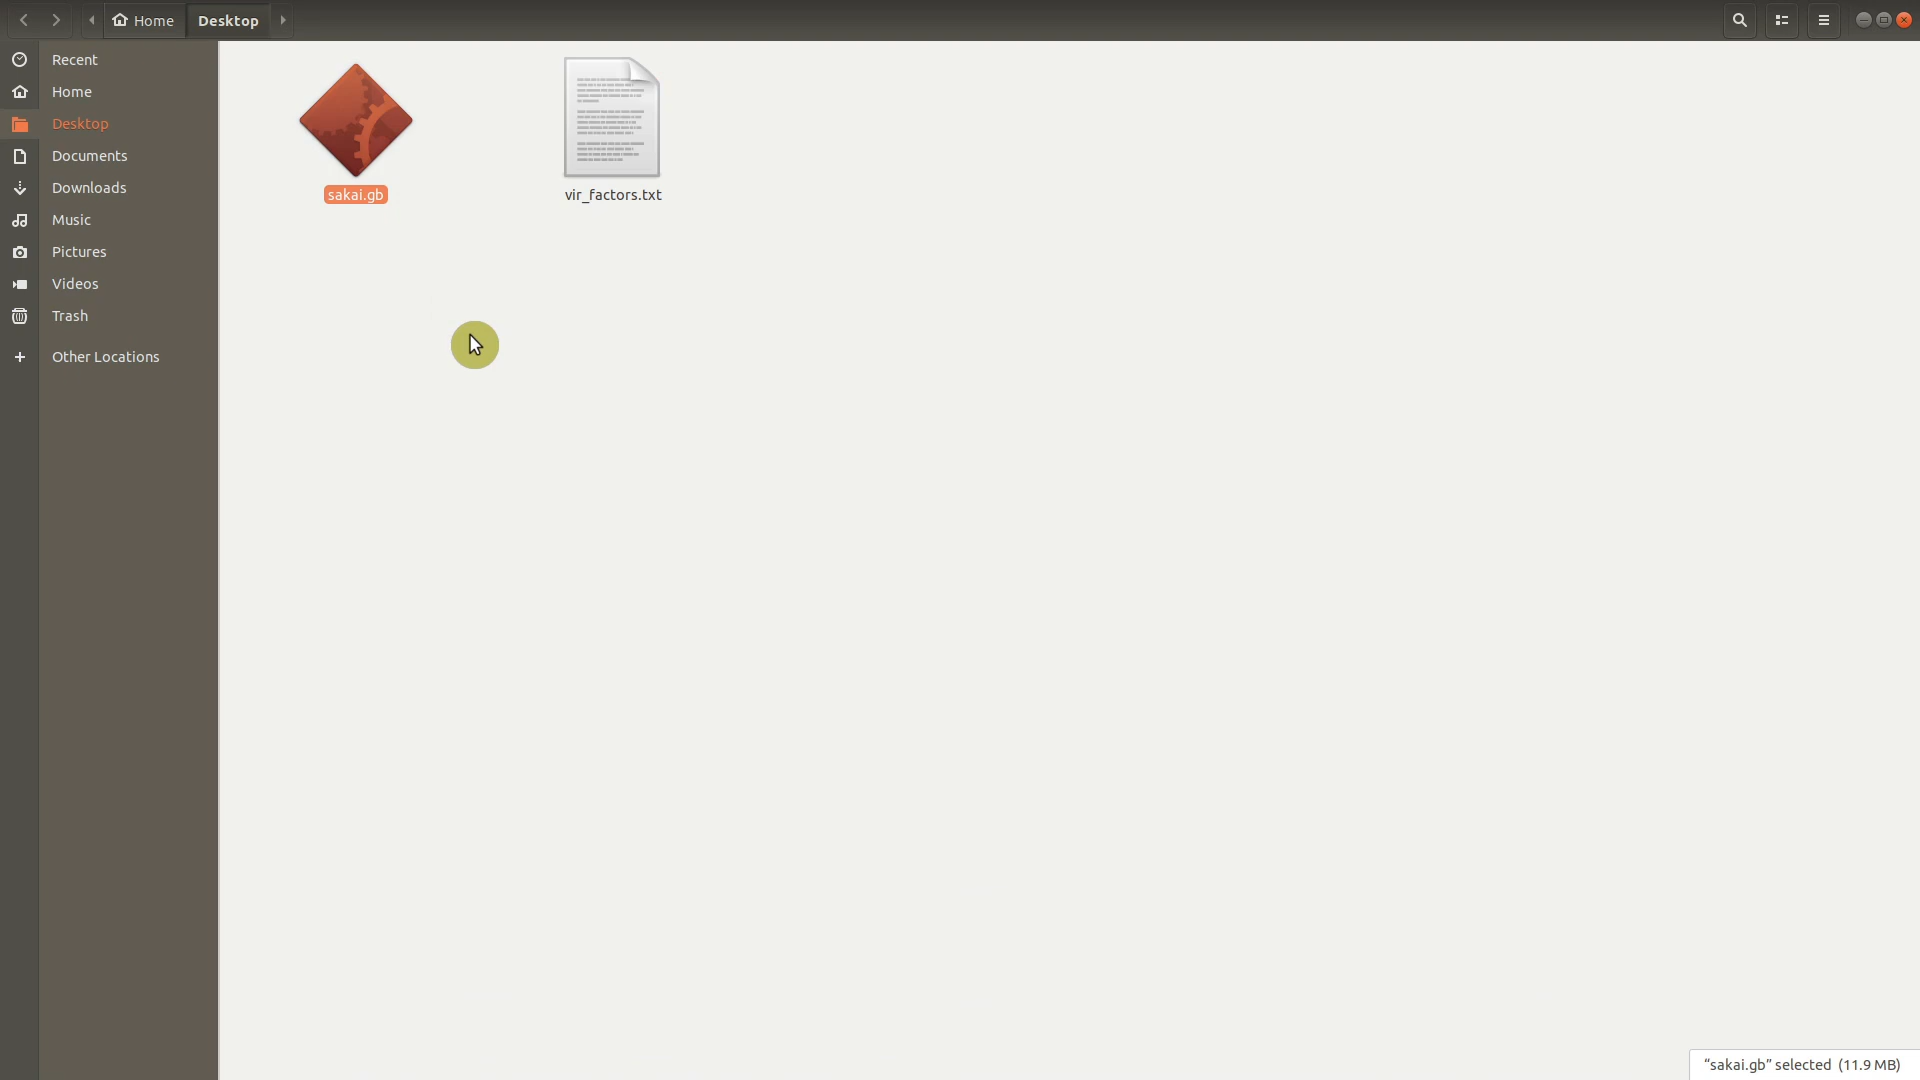 Home
Desktop
Recent
Home
Desktop
Documents
Downloads
Music
Pictures
Videos
Trash
Other Locations
sakai.gb
vir_factors.txt
“sakai.gb” selected (11.9 MB)